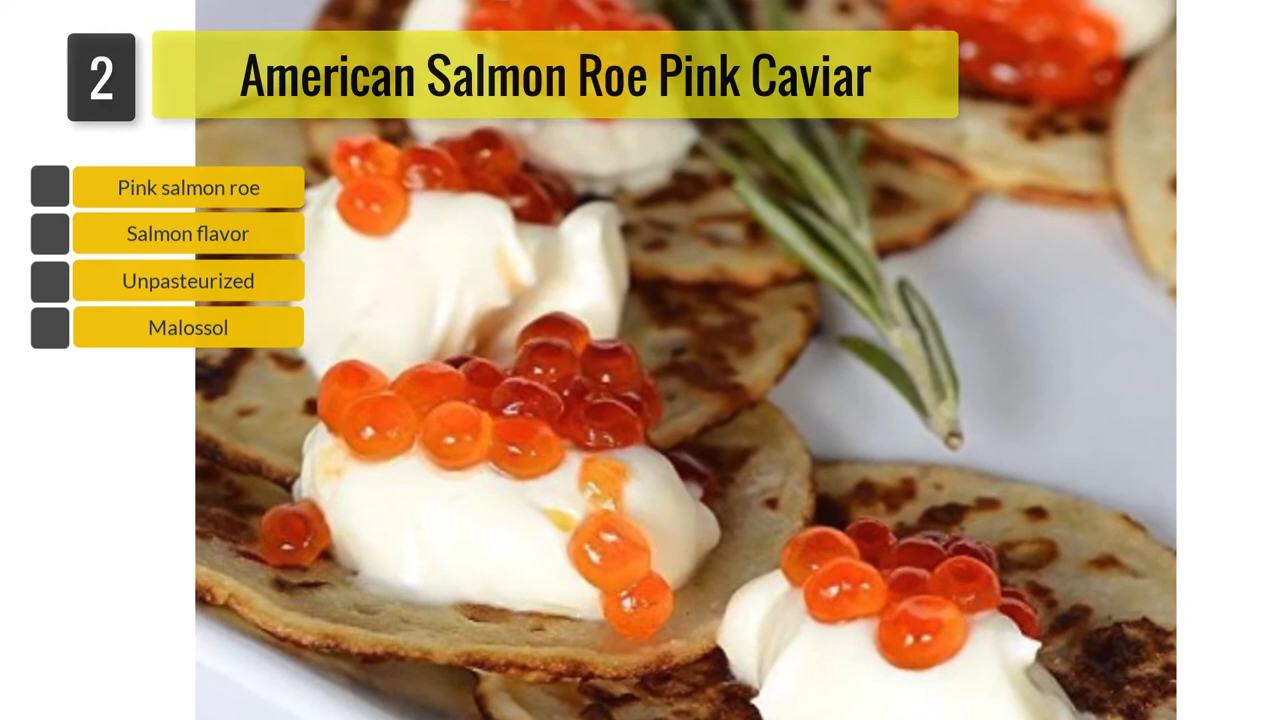 2
American Salmon Roe Pink Caviar
Pink salmon roe
Salmon flavor
Unpasteurized
Malossol